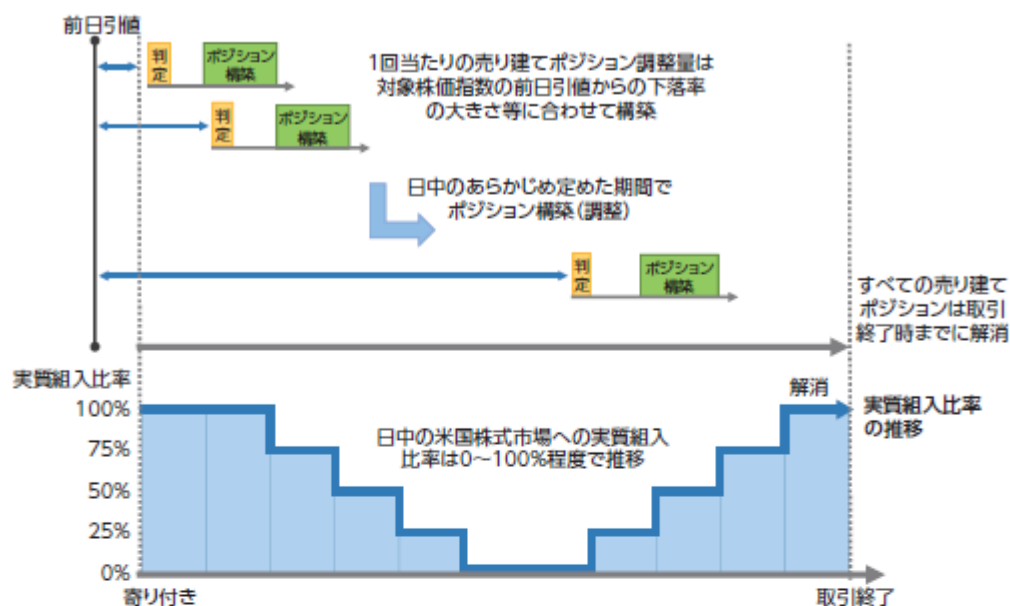 前日引値
判定
ポジション
構築
1回当たりの売り建てポジション調整量は
対象株価指数の前日引値からの下落率
の大きさ等に合わせて構築
判定
ポジション
構築
日中のあらかじめ定めた期間で
ポジション構築(調整)
判定
ポジション
構築
すべての売り建て
ポジションは取引
終了時までに解消
実質組入比率
100%
75%
50%
25%
0%
日中の米国株式市場への実質組入
比率は0～100%程度で推移
解消
実質組入比率
の推移
寄り付き
取引終了